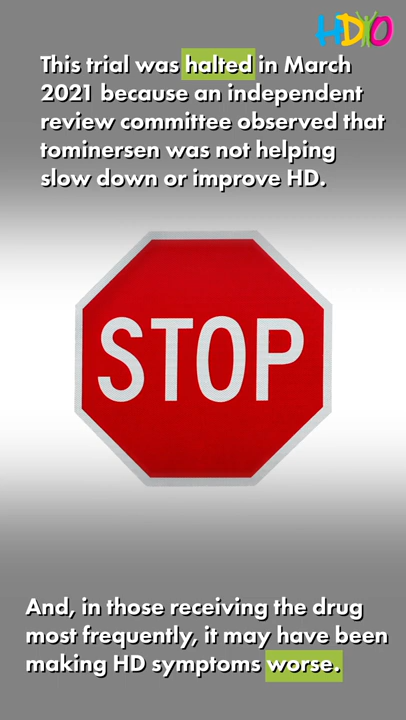 HDYO
This trial was halted in March
2021 because an independent
review committee observed that
tominersen was not helping
slow down or improve HD.
STOP
And, in those receiving the drug
most frequently, it may have been
making HD symptoms worse.